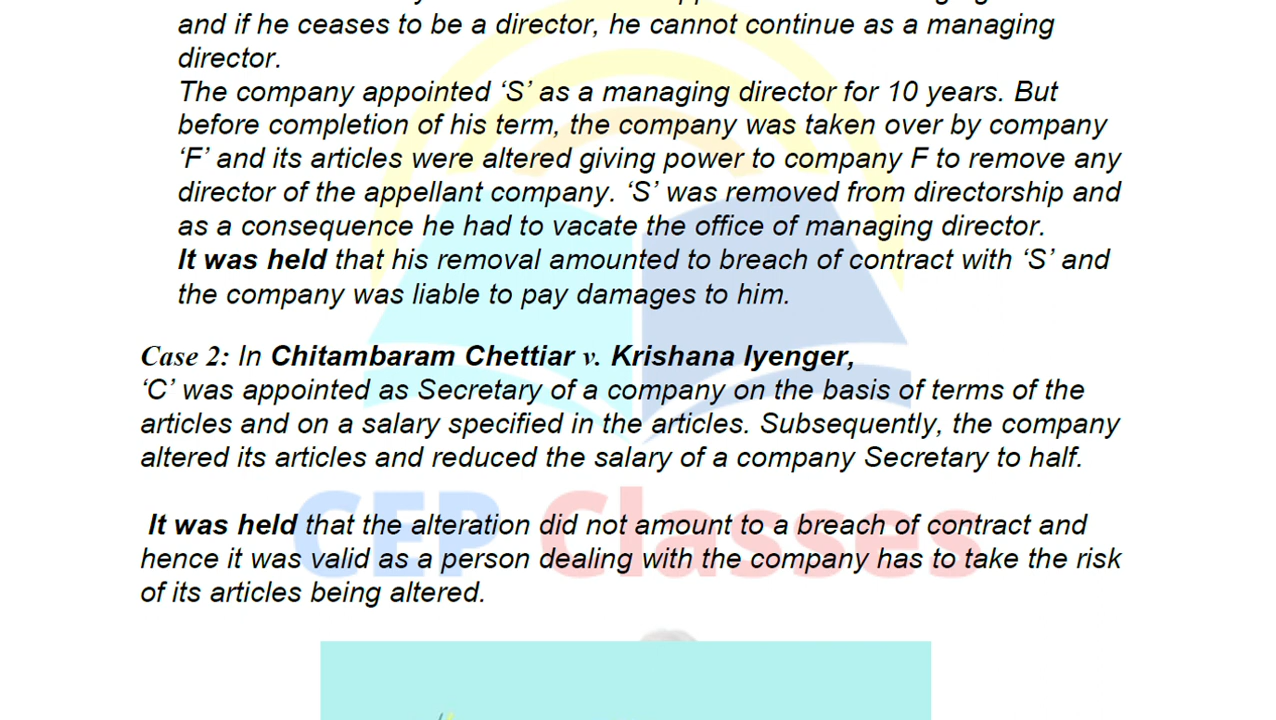 and if he ceases to be a director, he cannot continue as a managing
director.
The company appointed ‘S’ as a managing director for 10 years. But
before completion of his term, the company was taken over by company
‘F’ and its articles were altered giving power to company F to remove any
director of the appellant company. ‘S’ was removed from directorship and
as a consequence he had to vacate the office of managing director.
It was held that his removal amounted to breach of contract with ‘S’ and
the company was liable to pay damages to him.
Case 2: In Chitambaram Chettiar v. Krishana Iyenger,
‘C’ was appointed as Secretary of a company on the basis of terms of the
articles and on a salary specified in the articles. Subsequently, the company
altered its articles and reduced the salary of a company Secretary to half.
CEP Classes
It was held that the alteration did not amount to a breach of contract and
hence it was valid as a person dealing with the company has to take the risk
of its articles being altered.